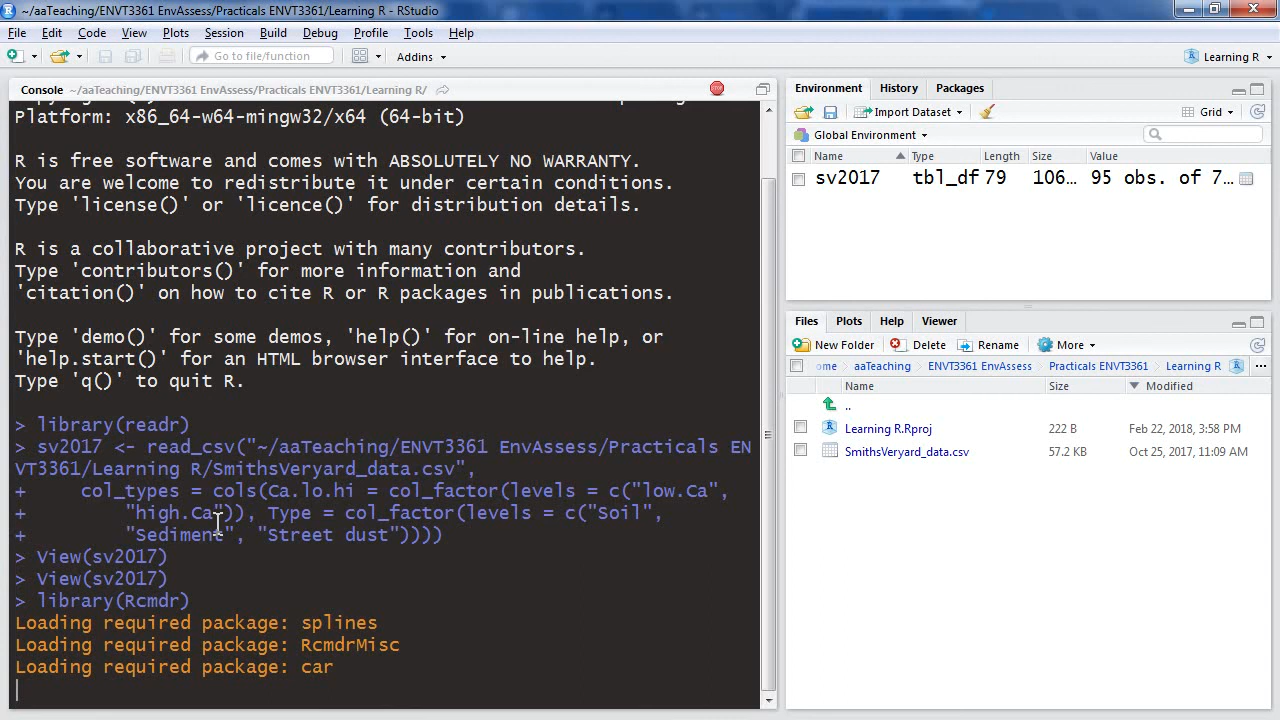 ~/aaTeaching/ENVT3361 EnvAssess/Practicals ENVT3361/Learning R - RStudio
File Edit Code View Plots Session Build Debug Profile Tools Help
Go to file/function Addins Learning R
Console ~/aaTeaching/ENVT3361 EnvAssess/Practicals ENVT3361/Learning R/
Platform: x86_64-w64-mingw32/x64 (64-bit)
R is free software and comes with ABSOLUTELY NO WARRANTY.
You are welcome to redistribute it under certain conditions.
Type 'license()' or 'licence()' for distribution details.
R is a collaborative project with many contributors.
Type 'contributors()' for more information and
'citation()' on how to cite R or R packages in publications.
Type 'demo()' for some demos, 'help()' for on-line help, or
'help.start()' for an HTML browser interface to help.
Type 'q()' to quit R.
> library(readr)
> sv2017 <- read_csv("~/aaTeaching/ENVT3361 EnvAssess/Practicals EN
VT3361/Learning R/SmithsVeryard_data.csv",
+     col_types = cols(Ca.lo.hi = col_factor(levels = c("low.Ca",
+         "high.Ca")), Type = col_factor(levels = c("Soil",
+         "Sediment", "Street dust"))))
> View(sv2017)
> View(sv2017)
> library(Rcmdr)
Loading required package: splines
Loading required package: RcmdrMisc
Loading required package: car
Environment History Packages
Import Dataset Grid
Global Environment
Name Type Length Size Value
sv2017 tbl_df 79 106… 95 obs. of 7…
Files Plots Help Viewer
New Folder Delete Rename More
ome aaTeaching ENVT3361 EnvAssess Practicals ENVT3361 Learning R ...
Name Size Modified
..
Learning R.Rproj 222 B Feb 22, 2018, 3:58 PM
SmithsVeryard_data.csv 57.2 KB Oct 25, 2017, 11:09 AM